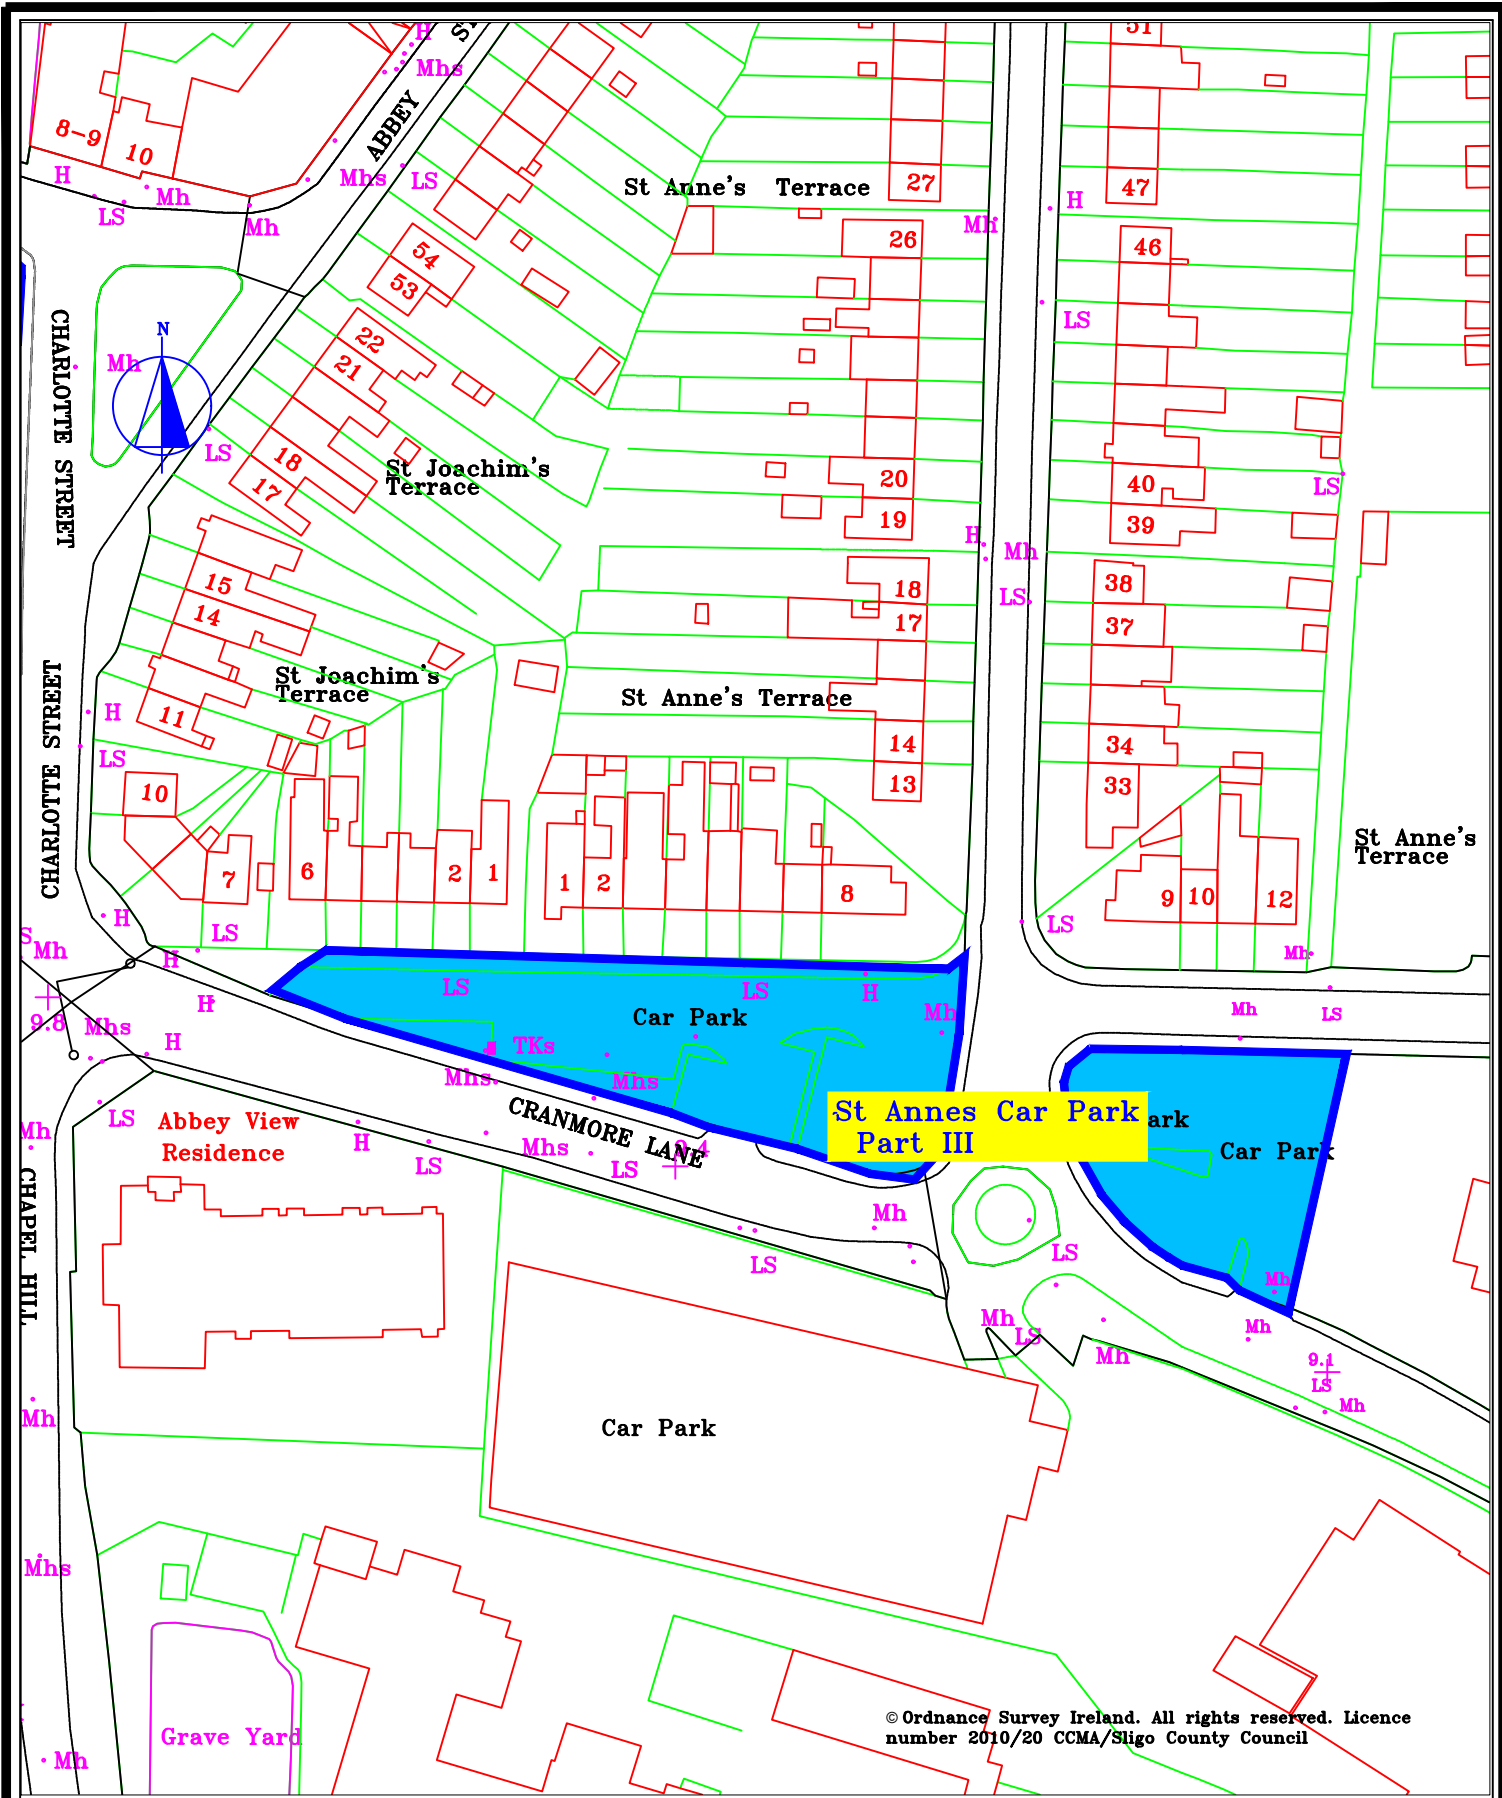 H
51
ABBEY
Mhs
8-9
10
H
Mh
LS
Mh
Mhs
LS
St Anne's Terrace
27
47
H
Mh
26
46
54
53
CHARLOTTE STREET
N
Mh
22
21
LS
LS
18
17
St Joachim's
Terrace
20
19
40
39
LS
H
Mh
LS
18
17
38
37
15
14
St Joachim's
Terrace
St Anne's Terrace
CHARLOTTE STREET
H
LS
11
10
14
13
34
33
St Anne's
Terrace
7
6
2
1
1
2
8
9
10
12
H
LS
LS
Mh
H
Mh
LS
LS
H
H
Mh
Mh
LS
Car Park
9.8
Mhs
H
TKs
Mhs
Mhs
LS
Mh
Abbey View
Residence
H
LS
CRANMORE LANE
Mhs
LS
9.4
St Annes Car Park
Part III
ark
Car Park
CHAPEL HILL
Mh
LS
LS
Mh
Mh
LS
Mh
Mh
9.1
LS
Mh
Mh
Car Park
Mhs
Grave Yard
Mh
© Ordnance Survey Ireland. All rights reserved. Licence
number 2010/20 CCMA/Sligo County Council